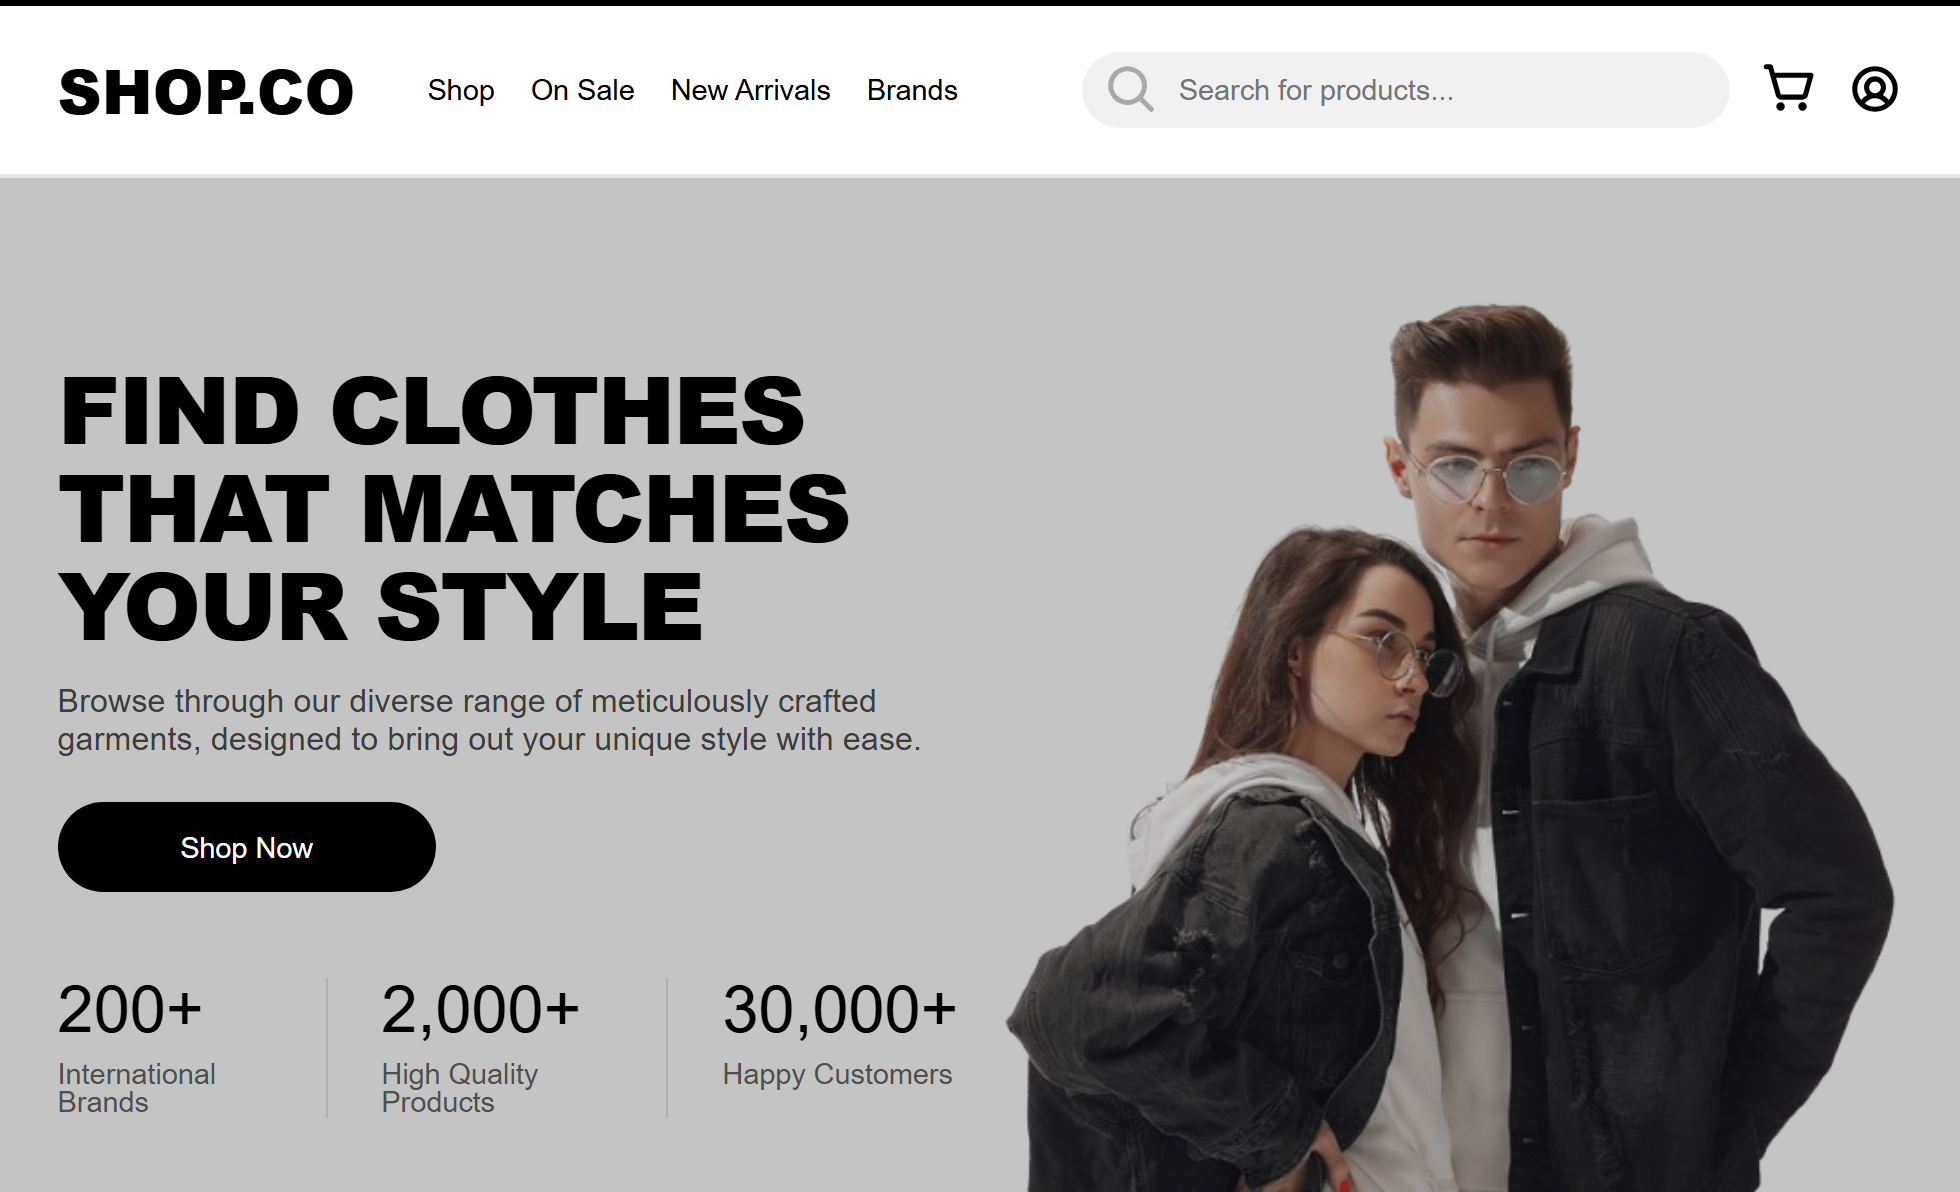 SHOP.CO
Shop
On Sale
New Arrivals
Brands
Search for products...
FIND CLOTHES
THAT MATCHES
YOUR STYLE
Browse through our diverse range of meticulously crafted
garments, designed to bring out your unique style with ease.
Shop Now
200+
International
Brands
2,000+
High Quality
Products
30,000+
Happy Customers